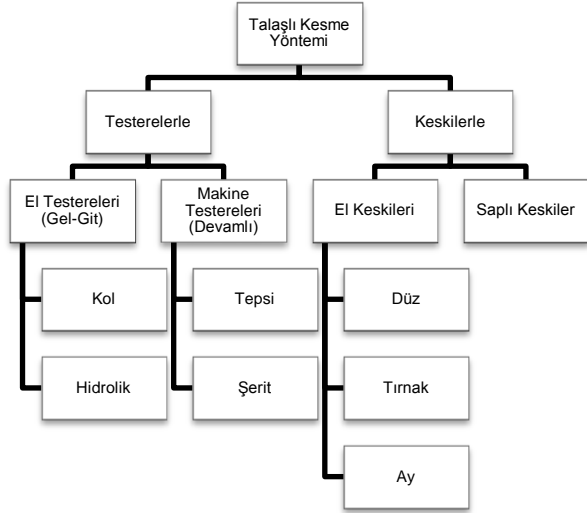 Talaşlı Kesme
Yöntemi
Testerelerle
Keskilerle
El Testereleri
(Gel-Git)
Makine
Testereleri
(Devamlı)
El Keskileri
Saplı Keskiler
Kol
Tepsi
Düz
Hidrolik
Şerit
Tırnak
Ay